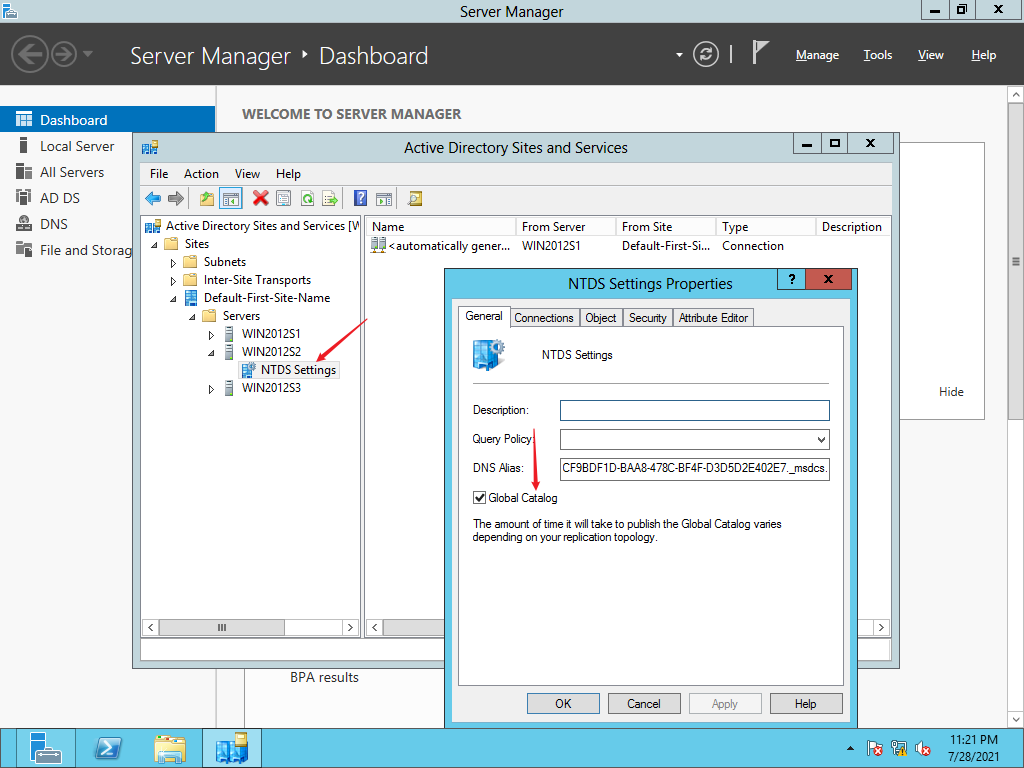 Server Manager
Server Manager
Dashboard
Manage
Tools
View
Help
Dashboard
Local Server
All Servers
AD DS
DNS
File and Storag
WELCOME TO SERVER MANAGER
Hide
BPA results
Active Directory Sites and Services
File
Action
View
Help
Active Directory Sites and Services [W
Sites
Subnets
Inter-Site Transports
Default-First-Site-Name
Servers
WIN2012S1
WIN2012S2
NTDS Settings
WIN2012S3
Name
From Server
From Site
Type
Description
<automatically gener...
WIN2012S1
Default-First-Si...
Connection
NTDS Settings Properties
General
Connections
Object
Security
Attribute Editor
NTDS Settings
Description:
Query Policy:
DNS Alias:
CF9BDF1D-BAA8-478C-BF4F-D3D5D2E402E7._msdcs.
Global Catalog
The amount of time it will take to publish the Global Catalog varies
depending on your replication topology.
OK
Cancel
Apply
Help
11:21 PM
7/28/2021